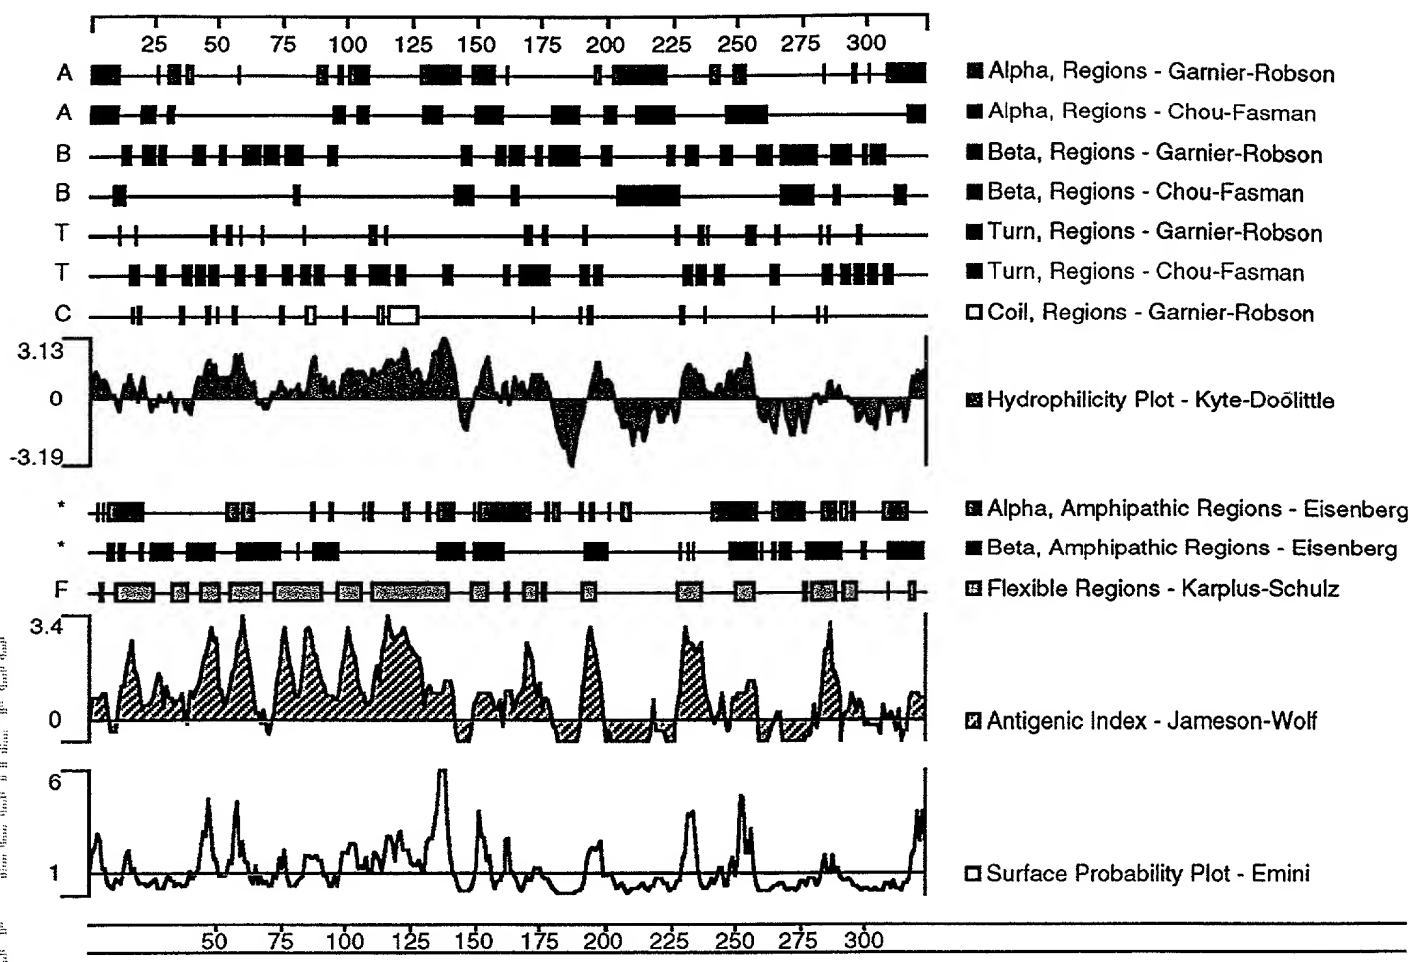 25 50 75 100 125 150 175 200 225 250 275 300
A Alpha, Regions - Garnier-Robson
A Alpha, Regions - Chou-Fasman
B Beta, Regions - Garnier-Robson
B Beta, Regions - Chou-Fasman
T Turn, Regions - Garnier-Robson
T Turn, Regions - Chou-Fasman
C Coil, Regions - Garnier-Robson
3.13
0 Hydrophilicity Plot - Kyte-Doolittle
-3.19
* Alpha, Amphipathic Regions - Eisenberg
* Beta, Amphipathic Regions - Eisenberg
F Flexible Regions - Karplus-Schulz
3.4
0 Antigenic Index - Jameson-Wolf
6
1 Surface Probability Plot - Emini
50 75 100 125 150 175 200 225 250 275 300